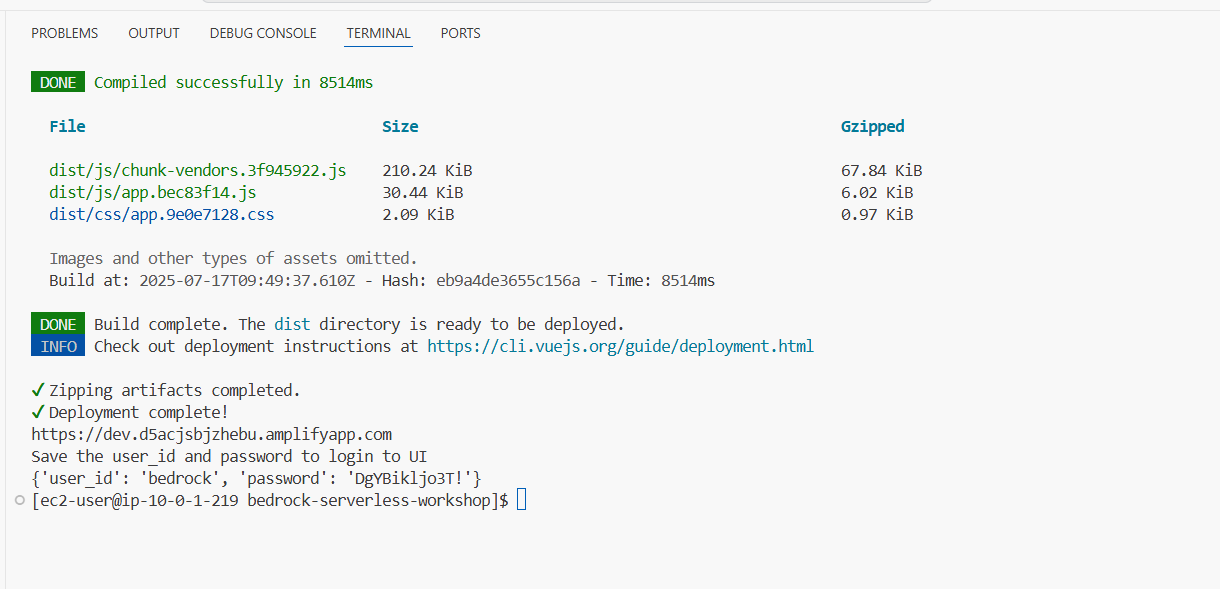 PROBLEMS OUTPUT DEBUG CONSOLE TERMINAL PORTS
DONE Compiled successfully in 8514ms
File Size Gzipped
dist/js/chunk-vendors.3f945922.js 210.24 KiB 67.84 KiB
dist/js/app.bec83f14.js 30.44 KiB 6.02 KiB
dist/css/app.9e0e7128.css 2.09 KiB 0.97 KiB
Images and other types of assets omitted.
Build at: 2025-07-17T09:49:37.610Z - Hash: eb9a4de3655c156a - Time: 8514ms
DONE Build complete. The dist directory is ready to be deployed.
INFO Check out deployment instructions at https://cli.vuejs.org/guide/deployment.html
✓ Zipping artifacts completed.
✓ Deployment complete!
https://dev.d5acjsbjzhebu.amplifyapp.com
Save the user_id and password to login to UI
{'user_id': 'bedrock', 'password': 'DgYBikljo3T!'}
[ec2-user@ip-10-0-1-219 bedrock-serverless-workshop]$